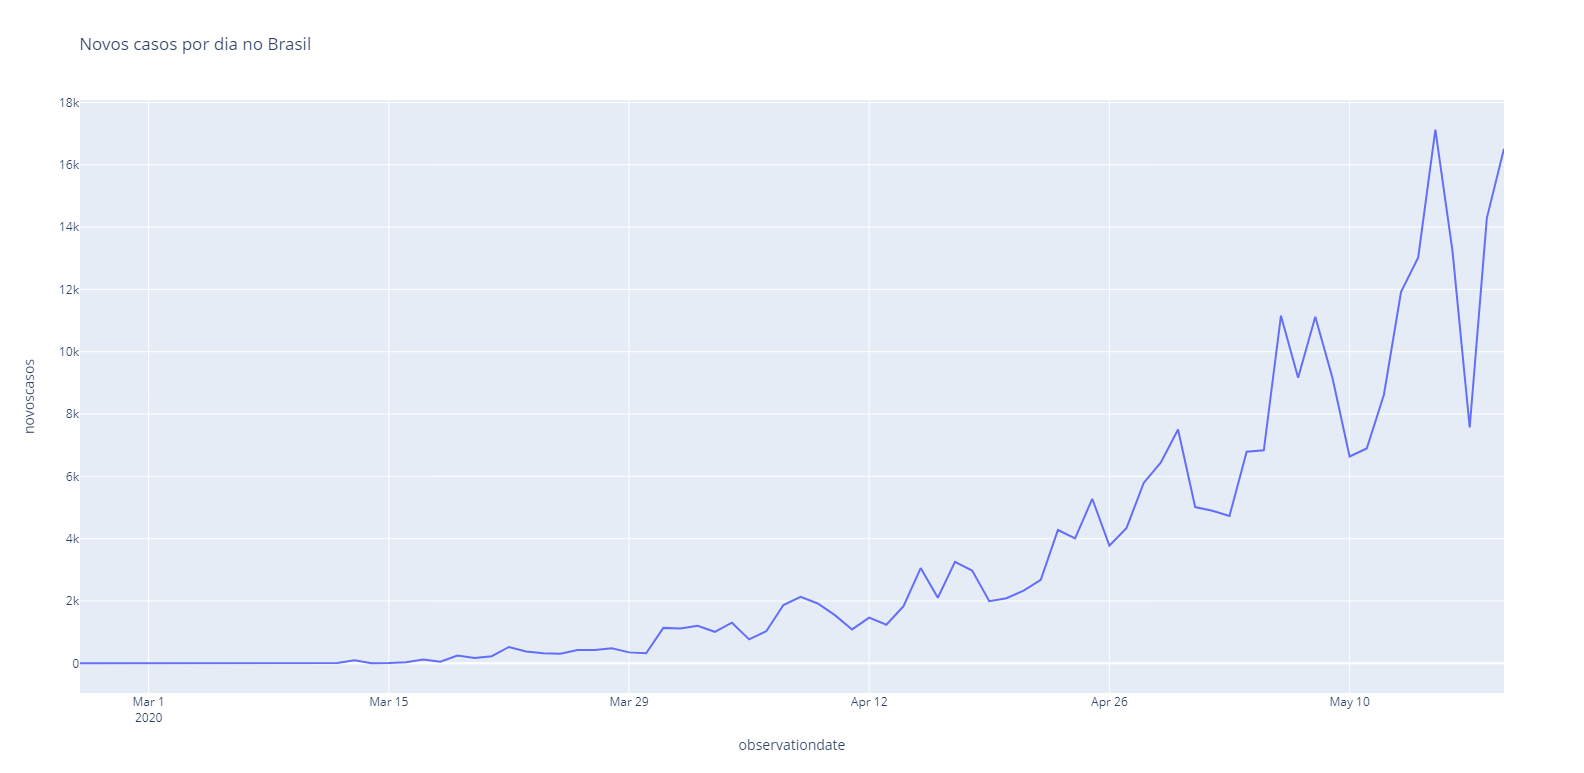 Novos casos por dia no Brasil
18k
16k
14k
12k
10k
8k
6k
4k
2k
0
novoscasos
Mar 1
2020
Mar 15
Mar 29
Apr 12
Apr 26
May 10
observationdate